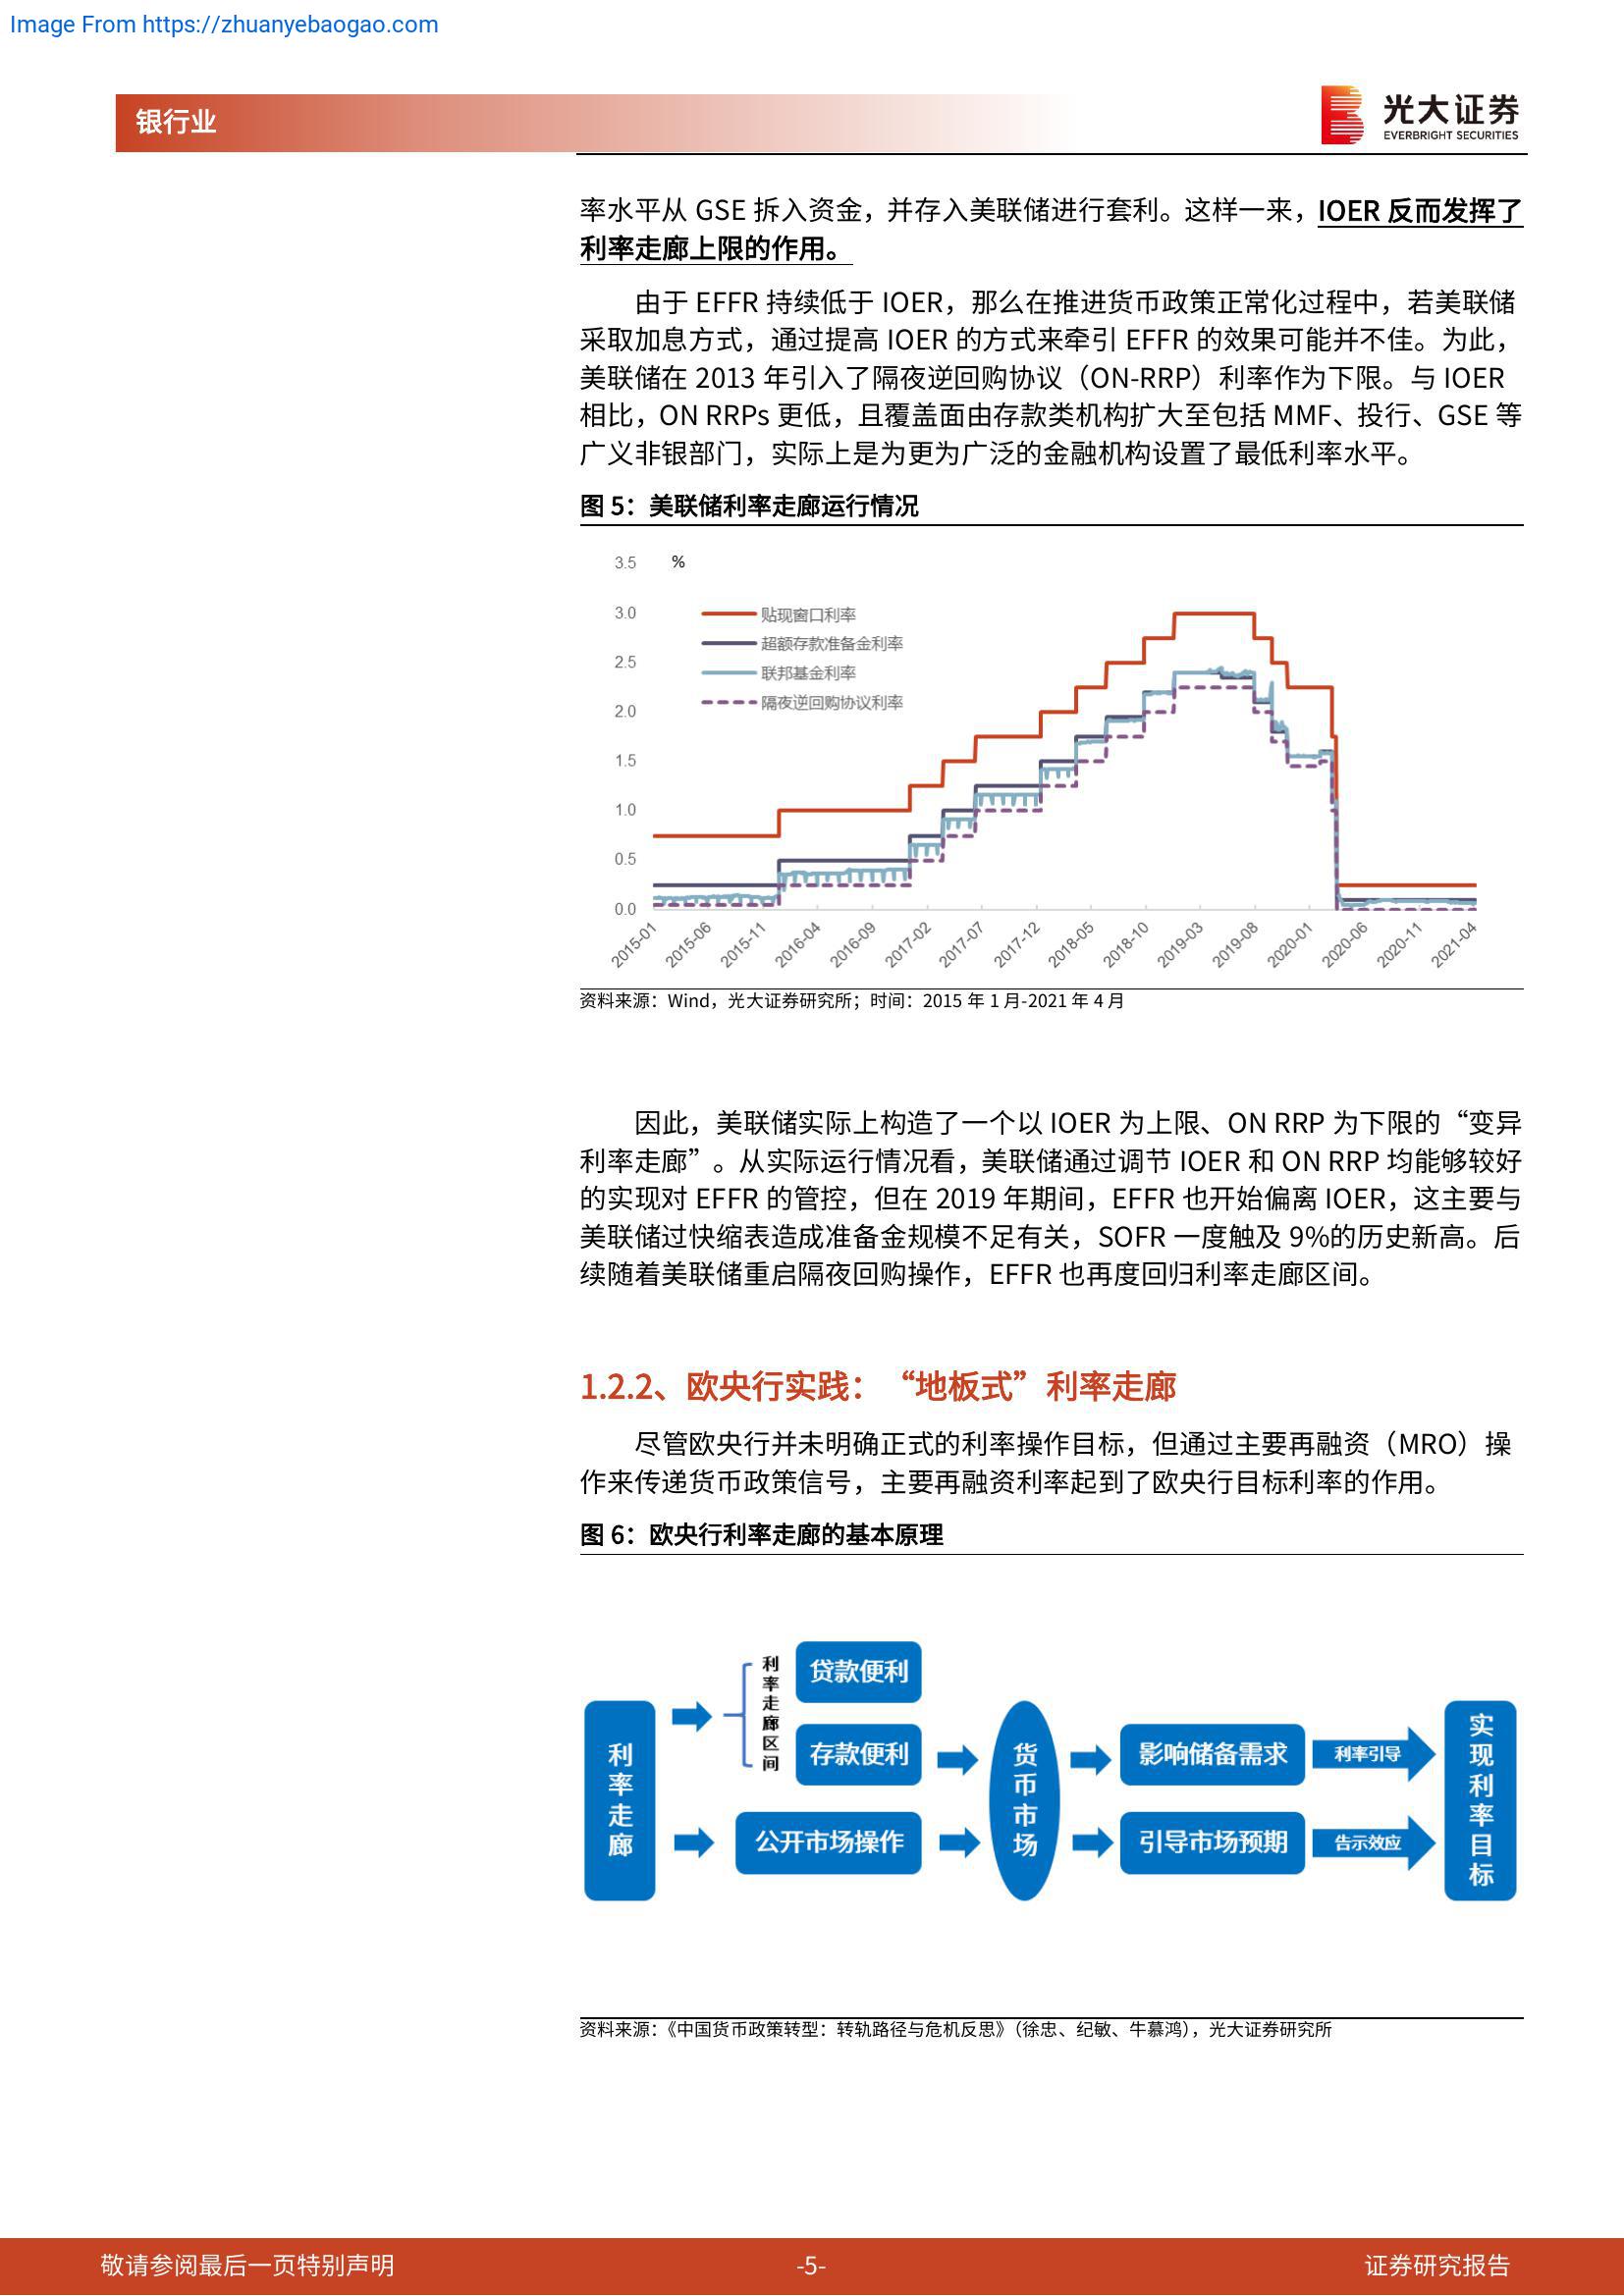 Image From https://zhuanyebaogao.com
银行业
光大证券
EVERBRIGHT SECURITIES
率水平从 GSE 拆入资金，并存入美联储进行套利。这样一来，IOER 反而发挥了
利率走廊上限的作用。
由于 EFFR 持续低于 IOER，那么在推进货币政策正常化过程中，若美联储
采取加息方式，通过提高 IOER 的方式来牵引 EFFR 的效果可能并不佳。为此，
美联储在 2013 年引入了隔夜逆回购协议（ON-RRP）利率作为下限。与 IOER
相比，ON RRPs 更低，且覆盖面由存款类机构扩大至包括 MMF、投行、GSE 等
广义非银部门，实际上是为更为广泛的金融机构设置了最低利率水平。
图 5：美联储利率走廊运行情况
3.5
%
3.0
2.5
2.0
1.5
1.0
0.5
0.0
贴现窗口利率
超额存款准备金利率
联邦基金利率
隔夜逆回购协议利率
2015-01
2015-06
2015-11
2016-04
2016-09
2017-02
2017-07
2017-12
2018-05
2018-10
2019-03
2019-08
2020-01
2020-06
2020-11
2021-04
资料来源：Wind，光大证券研究所；时间：2015 年 1 月-2021 年 4 月
因此，美联储实际上构造了一个以 IOER 为上限、ON RRP 为下限的“变异
利率走廊”。从实际运行情况看，美联储通过调节 IOER 和 ON RRP 均能够较好
的实现对 EFFR 的管控，但在 2019 年期间，EFFR 也开始偏离 IOER，这主要与
美联储过快缩表造成准备金规模不足有关，SOFR 一度触及 9%的历史新高。后
续随着美联储重启隔夜回购操作，EFFR 也再度回归利率走廊区间。
1.2.2、欧央行实践：“地板式”利率走廊
尽管欧央行并未明确正式的利率操作目标，但通过主要再融资（MRO）操
作来传递货币政策信号，主要再融资利率起到了欧央行目标利率的作用。
图 6：欧央行利率走廊的基本原理
利率走廊
利率走廊区间
贷款便利
存款便利
公开市场操作
货币市场
影响储备需求
引导市场预期
利率引导
告示效应
实现利率目标
资料来源：《中国货币政策转型：转轨路径与危机反思》（徐忠、纪敏、牛慕鸿），光大证券研究所
敬请参阅最后一页特别声明
-5-
证券研究报告